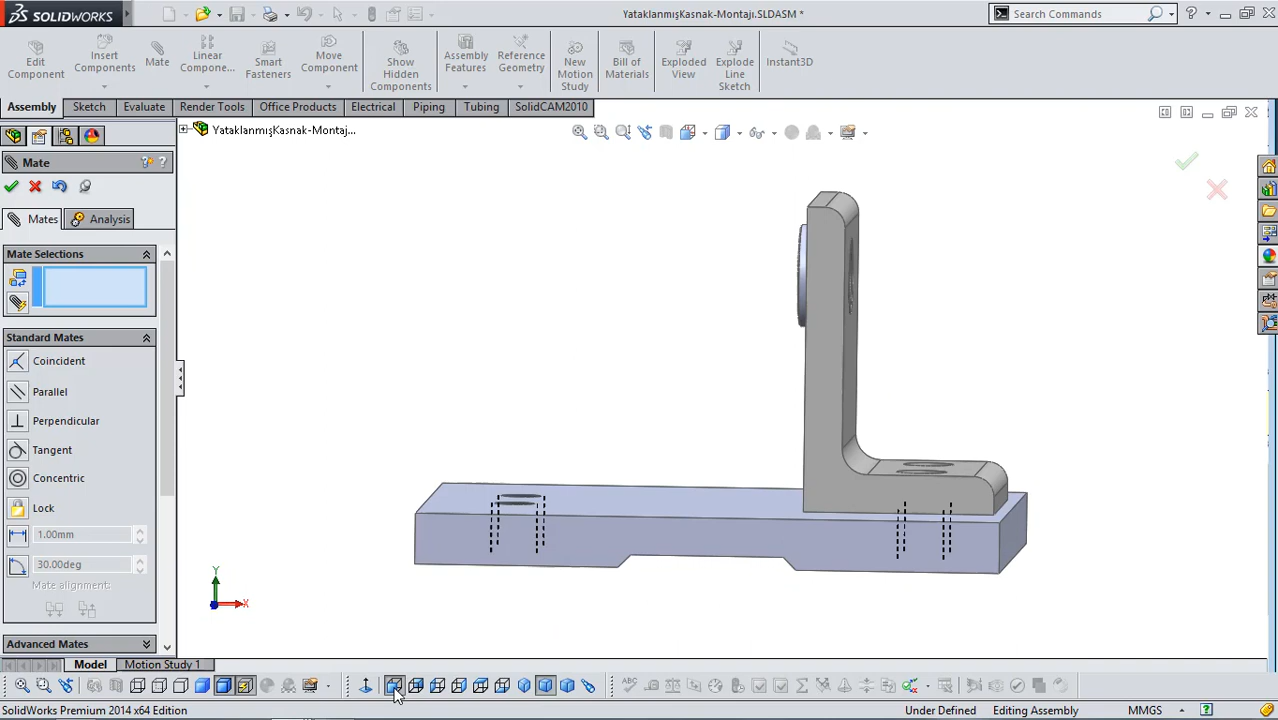 SOLIDWORKS
YataklanmışKasnak-Montajı.SLDASM *
Search Commands
Edit Component
Insert Components
Mate
Linear Compone...
Smart Fasteners
Move Component
Show Hidden Components
Assembly Features
Reference Geometry
New Motion Study
Bill of Materials
Exploded View
Explode Line Sketch
Instant3D
Assembly
Sketch
Evaluate
Render Tools
Office Products
Electrical
Piping
Tubing
SolidCAM2010
YataklanmışKasnak-Montaj...
Mate
Mates
Analysis
Mate Selections
Standard Mates
Coincident
Parallel
Perpendicular
Tangent
Concentric
Lock
1.00mm
30.00deg
Mate alignment:
Advanced Mates
Y
X
Model
Motion Study 1
SolidWorks Premium 2014 x64 Edition
Under Defined
Editing Assembly
MMGS